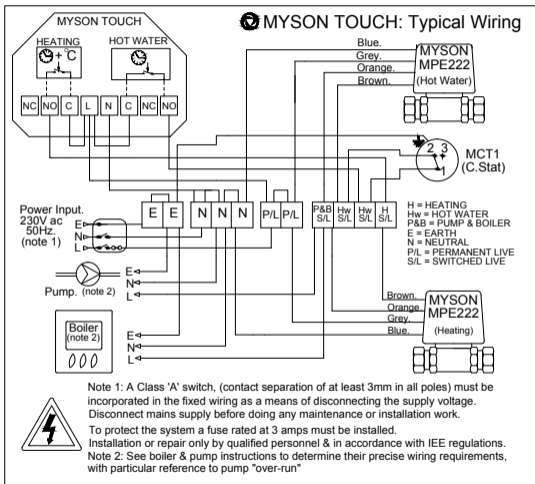 MYSON TOUCH: Typical Wiring
MYSON TOUCH
HEATING
HOT WATER
+ °C
NC NO C L N C NC NO
Blue.
Grey.
Orange.
Brown.
MYSON
MPE222
(Hot Water)
2 3
1
MCT1
(C.Stat)
Power Input.
230V ac
50Hz.
(note 1)
E
N
L
E E N N N P/L P/L
P&B S/L
Hw S/L
Hw S/L
H S/L
H = HEATING
Hw = HOT WATER
P&B = PUMP & BOILER
E = EARTH
N = NEUTRAL
P/L = PERMANENT LIVE
S/L = SWITCHED LIVE
Pump. (note 2)
E
N
L
Boiler
(note 2)
E
N
L
Brown.
Orange.
Grey.
Blue.
MYSON
MPE222
(Heating)
Note 1: A Class 'A' switch, (contact separation of at least 3mm in all poles) must be
incorporated in the fixed wiring as a means of disconnecting the supply voltage.
Disconnect mains supply before doing any maintenance or installation work.
To protect the system a fuse rated at 3 amps must be installed.
Installation or repair only by qualified personnel & in accordance with IEE regulations.
Note 2: See boiler & pump instructions to determine their precise wiring requirements,
with particular reference to pump "over-run"